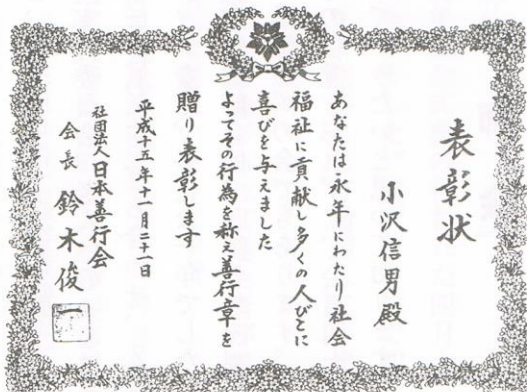 表彰状
小沢信男殿
あなたは永年にわたり社会
福祉に貢献し多くの人びとに
喜びを与えました
よってその行為を称え善行章を
贈り表彰します
平成十五年十一月二十一日
社団法人日本善行会
会長 鈴木俊一